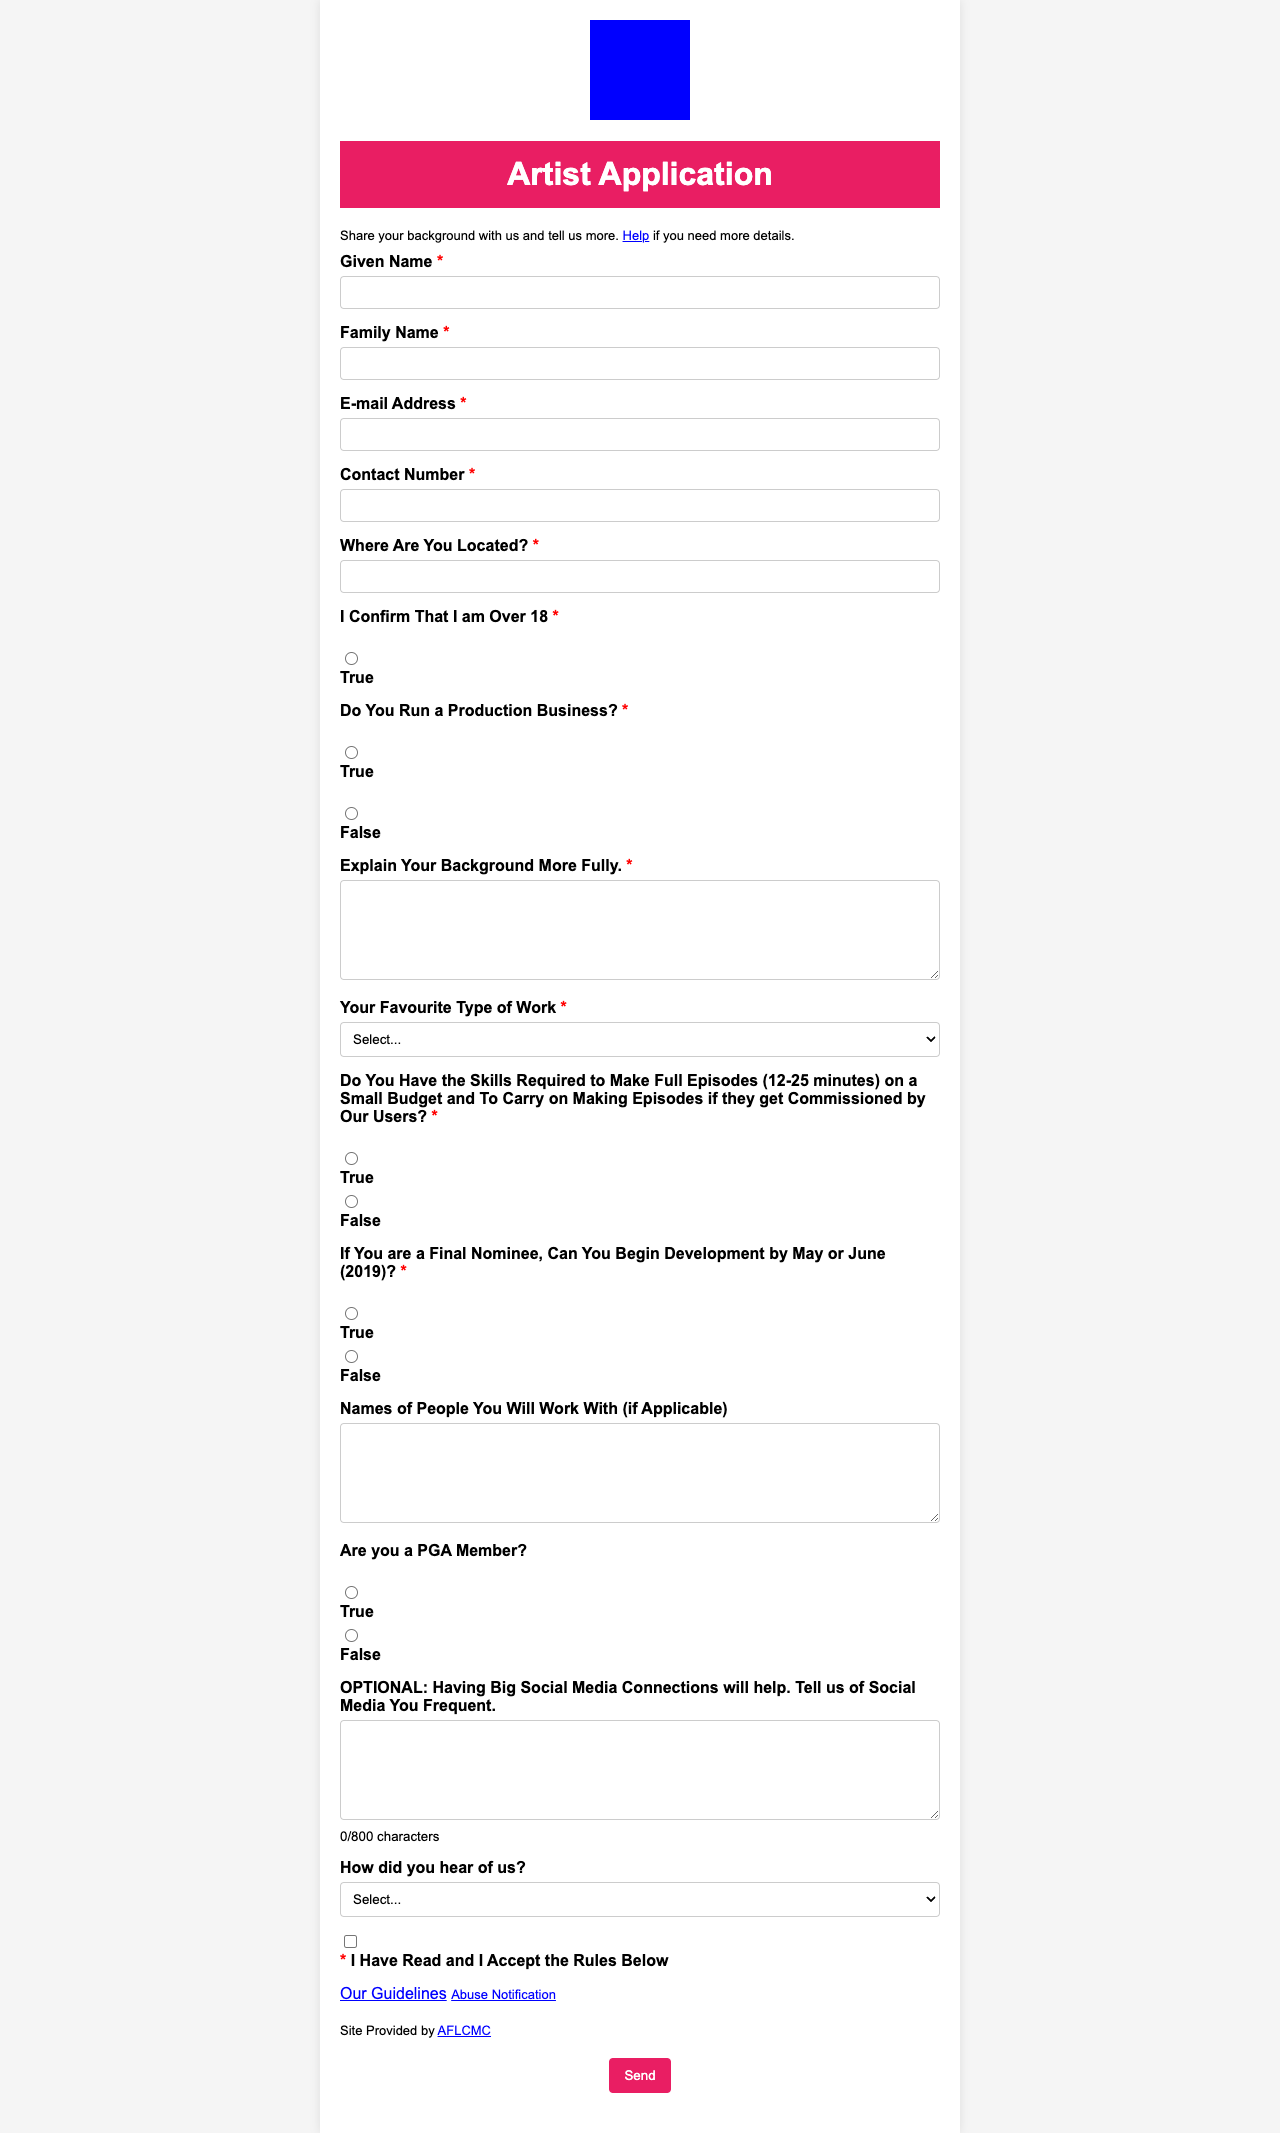 Artist Application
Share your background with us and tell us more. Help if you need more details.
Given Name *
Family Name *
E-mail Address *
Contact Number *
Where Are You Located? *
I Confirm That I am Over 18 *
True
Do You Run a Production Business? *
True
False
Explain Your Background More Fully. *
Your Favourite Type of Work *
Select...
Do You Have the Skills Required to Make Full Episodes (12-25 minutes) on a
Small Budget and To Carry on Making Episodes if they get Commissioned by
Our Users? *
True
False
If You are a Final Nominee, Can You Begin Development by May or June
(2019)? *
True
False
Names of People You Will Work With (if Applicable)
Are you a PGA Member?
True
False
OPTIONAL: Having Big Social Media Connections will help. Tell us of Social
Media You Frequent.
0/800 characters
How did you hear of us?
Select...
* I Have Read and I Accept the Rules Below
Our Guidelines Abuse Notification
Site Provided by AFLCMC
Send